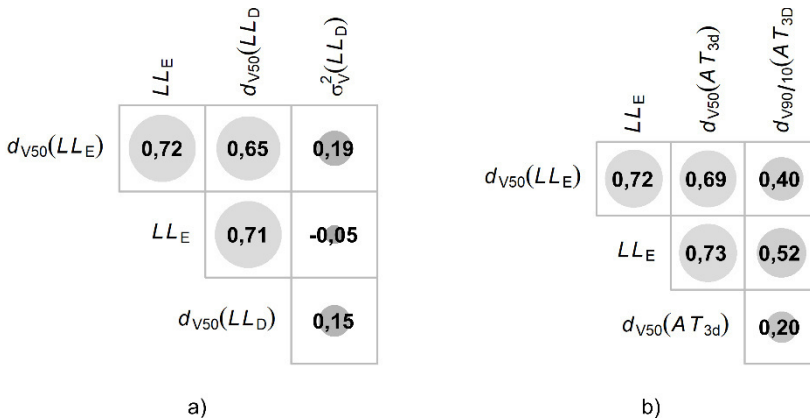 LL_E
d_V50(LL_D
σ²_V(LL_D)
d_V50(LL_E) 0,72 0,65 0,19
LL_E 0,71 -0,05
d_V50(LL_D) 0,15
a)
LL_E
d_V50(AT_3d)
d_V90/10(AT_3D
d_V50(LL_E) 0,72 0,69 0,40
LL_E 0,73 0,52
d_V50(AT_3d) 0,20
b)